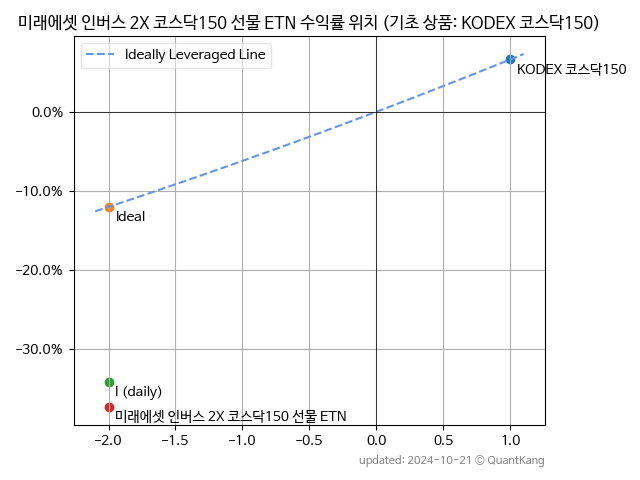 미래에셋 인버스 2X 코스닥150 선물 ETN 수익률 위치 (기초 상품: KODEX 코스닥150)
Ideally Leveraged Line
KODEX 코스닥150
0.0%
−10.0%
Ideal
−20.0%
−30.0%
l (daily)
미래에셋 인버스 2X 코스닥150 선물 ETN
−2.0 −1.5 −1.0 −0.5 0.0 0.5 1.0
updated: 2024-10-21 © QuantKang